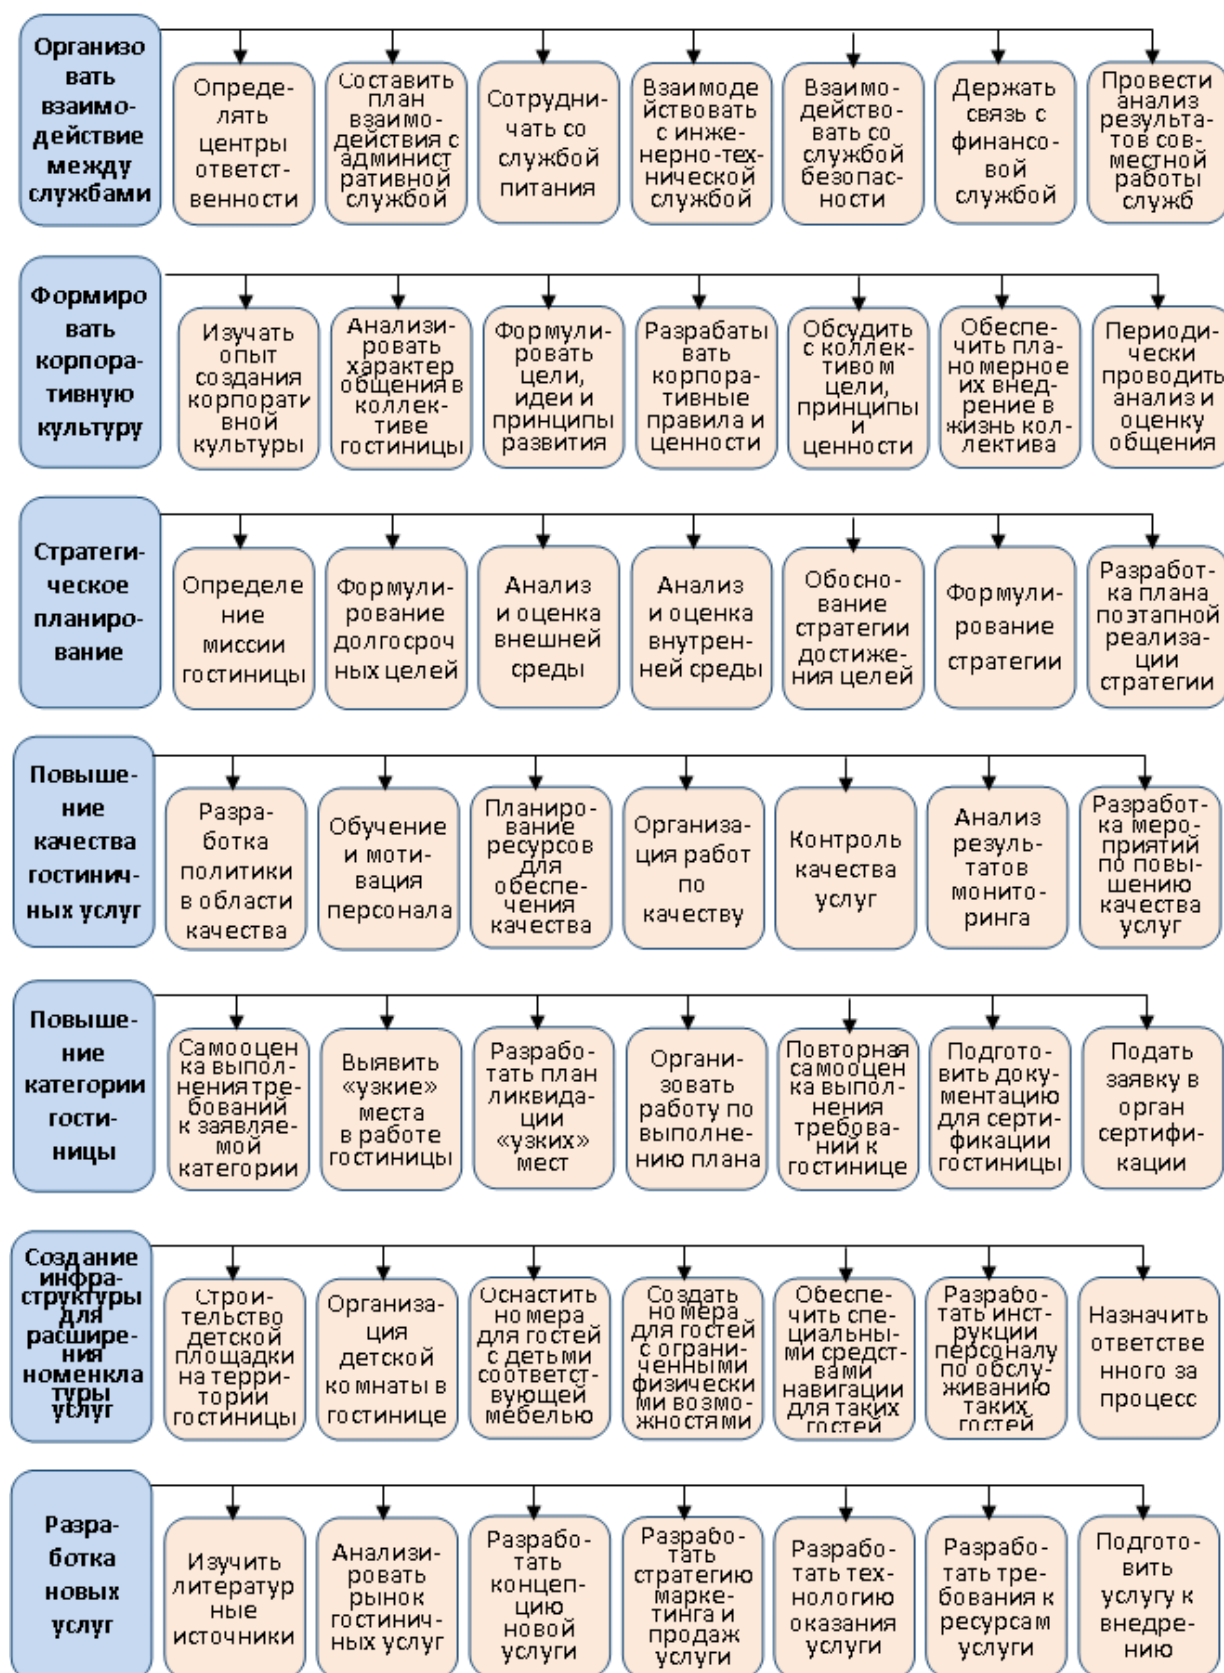 Организо
вать
взаимо-
действие
между
службами
Опреде-
лять
центры
ответст-
венности
Составить
план
взаимо-
действия с
админист
ративной
службой
Сотрудни-
чать со
службой
питания
Взаимоде
йствовать
с инже-
нерно-тех-
нической
службой
Взаимо-
действо-
вать со
службой
безопас-
ности
Держать
связь с
финансо-
вой
службой
Провести
анализ
результа-
тов сов-
местной
работы
служб
Формиро
вать
корпора-
тивную
культуру
Изучать
опыт
создания
корпорати
вной
культуры
Анализи-
ровать
характер
общения в
коллек-
тиве
гостиницы
Формули-
ровать
цели,
идеи и
принципы
развития
Разрабаты
вать
корпора-
тивные
правила и
ценности
Обсудить
с коллек-
тивом
цели,
принципы
и
ценности
Обеспе-
чить пла-
номерное
их внед-
рение в
жизнь кол-
лектива
Периоди-
чески
проводить
анализ и
оценку
общения
Стратеги-
ческое
планиро-
вание
Определе
ние
миссии
гостиницы
Формули-
рование
долгосроч
ных целей
Анализ
и оценка
внешней
среды
Анализ
и оценка
внутрен-
ней среды
Обосно-
вание
стратегии
достиже-
ния целей
Формули-
рование
стратегии
Разработ-
ка плана
поэтапной
реализа-
ции
стратегии
Повыше-
ние
качества
гостинич-
ных услуг
Разра-
ботка
политики
в области
качества
Обучение
и моти-
вация
персонала
Планиро-
вание
ресурсов
для
обеспе-
чения
качества
Организа-
ция работ
по
качеству
Контроль
качества
услуг
Анализ
резуль-
татов
монито-
ринга
Разработ-
ка меро-
приятий
по повы-
шению
качества
услуг
Повыше-
ние
категории
гости-
ницы
Самооцен
ка выпол-
нения тре-
бований
к заявляе-
мой
категории
Выявить
«узкие»
места
в работе
гостиницы
Разрабо-
тать план
ликвида-
ции
«узких»
мест
Органи-
зовать
работу по
выполне-
нию плана
Повторная
самооцен
ка выпол-
нения
требова-
ний к
гостинице
Подгото-
вить доку-
ментацию
для серти-
фикации
гостиницы
Подать
заявку в
орган
сертифи-
кации
Создание
инфра-
структуры
для
расшире-
ния
номенкла
туры
услуг
Строи-
тельство
детской
площадки
на терри-
тории
гостиницы
Организа-
ция
детской
комнаты в
гостинице
Оснастить
номера
для гостей
с детьми
соответст-
вующей
мебелью
Создать
номера
для гостей
с ограни-
ченными
физически
ми возмо-
жностями
Обеспе-
чить спе-
циальны-
ми средст-
вами
навигации
для таких
гостей
Разрабо-
тать инст-
рукции
персоналу
по обслу-
живанию
таких
гостей
Назначить
ответстве
нного за
процесс
Разра-
ботка
новых
услуг
Изучить
литератур
ные
источники
Анализи-
ровать
рынок
гостинич-
ных услуг
Разрабо-
тать
концеп-
цию
новой
услуги
Разработ
тать
стратегию
марке-
тинга и
продаж
услуги
Разрабо-
тать тех-
нологию
оказания
услуги
Разрабо-
тать тре-
бования к
ресурсам
услуги
Подгото-
вить
услугу к
внедре-
нию